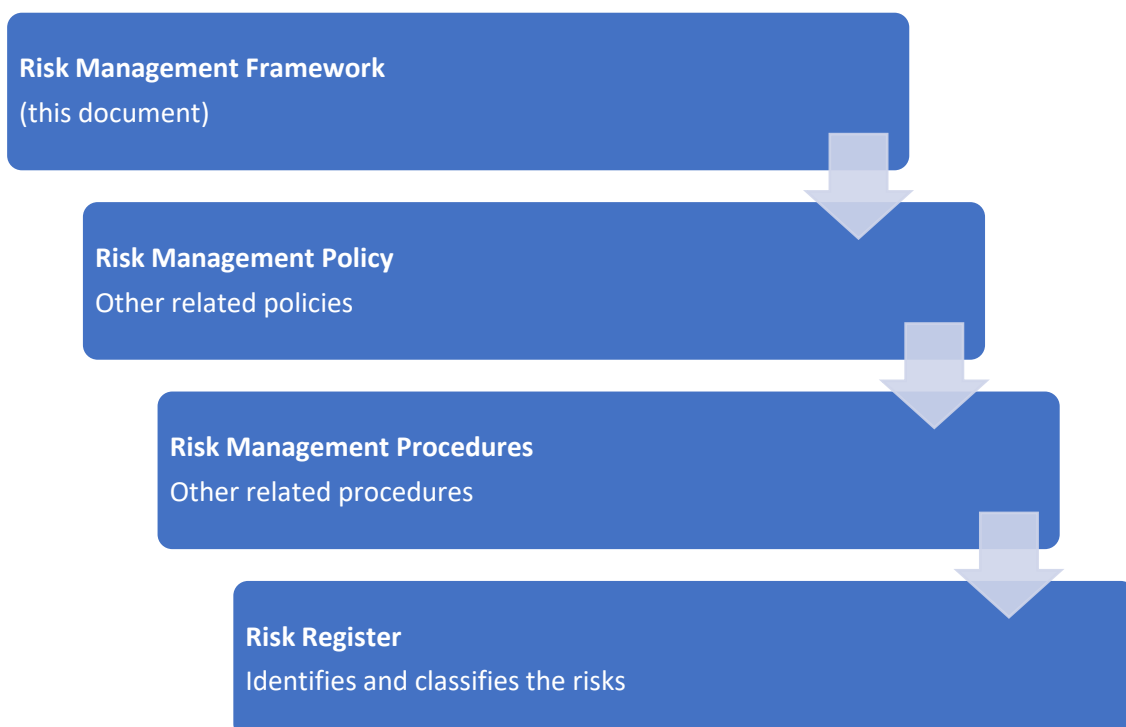 Risk Management Framework
(this document)
Risk Management Policy
Other related policies
Risk Management Procedures
Other related procedures
Risk Register
Identifies and classifies the risks